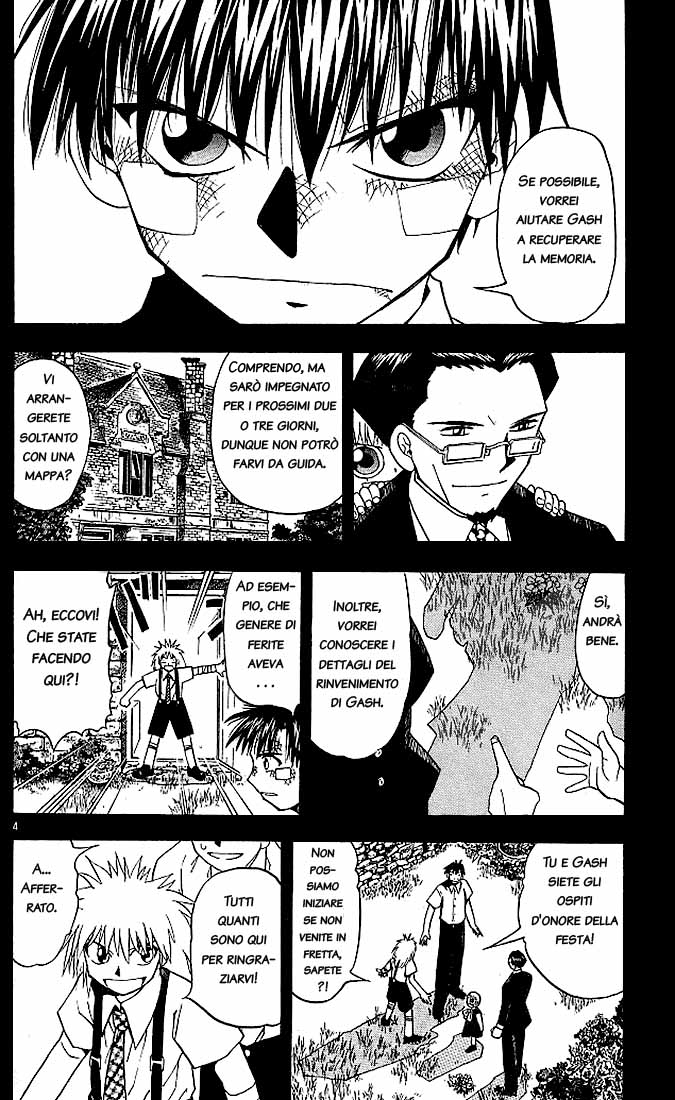 SE POSSIBILE,
VORREI
AIUTARE GASH
A RECUPERARE
LA MEMORIA.
COMPRENDO, MA
SARÒ IMPEGNATO
PER I PROSSIMI DUE
O TRE GIORNI,
DUNQUE NON POTRÒ
FARVI DA GUIDA.
VI
ARRAN-
GERETE
SOLTANTO
CON UNA
MAPPA?
SÌ,
ANDRÀ
BENE.
INOLTRE,
VORREI
CONOSCERE I
DETTAGLI DEL
RINVENIMENTO
DI GASH.
AD ESEM-
PIO, CHE
GENERE DI
FERITE
AVEVA
...
AH, ECCOVI!
CHE STATE
FACENDO
QUI?!
4
TU E GASH
SIETE GLI
OSPITI
D'ONORE DELLA
FESTA!
NON
POS-
SIAMO
INIZIARE
SE NON
VENITE IN
FRETTA,
SAPETE
?!
TUTTI
QUANTI
SONO QUI
PER RINGRA-
ZIARVI!
A...
AFFER-
RATO.